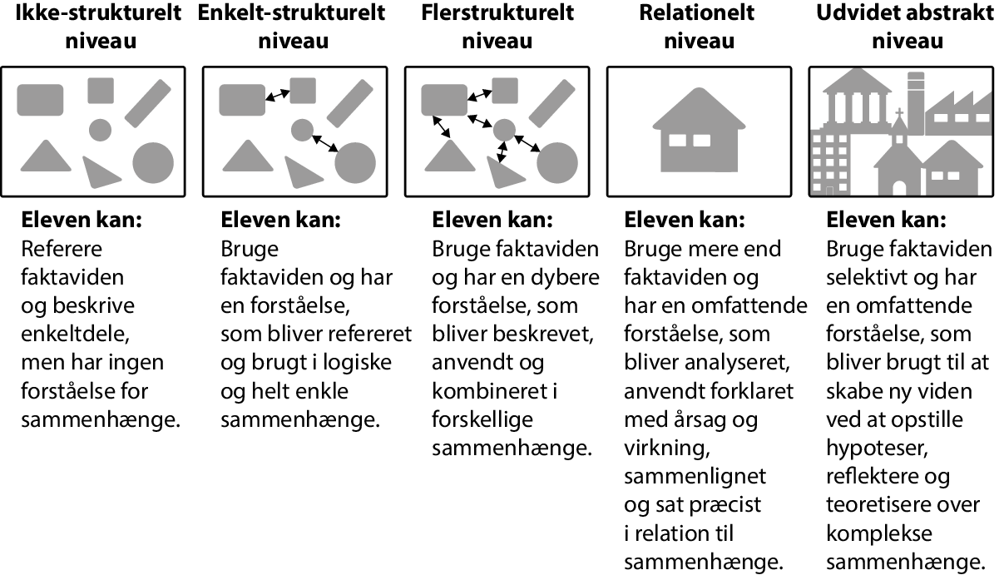 Ikke-strukturelt
niveau
Enkelt-strukturelt
niveau
Flerstrukturelt
niveau
Relationelt
niveau
Udvidet abstrakt
niveau
Eleven kan:
Referere
faktaviden
og beskrive
enkeltdele,
men har ingen
forståelse for
sammenhænge.
Eleven kan:
Bruge
faktaviden og har
en forståelse,
som bliver refereret
og brugt i logiske
og helt enkle
sammenhænge.
Eleven kan:
Bruge faktaviden
og har en dybere
forståelse, som
bliver beskrevet,
anvendt og
kombineret i
forskellige
sammenhænge.
Eleven kan:
Bruge mere end
faktaviden og
har en omfattende
forståelse, som
bliver analyseret,
anvendt forklaret
med årsag og
virkning,
sammenlignet
og sat præcist
i relation til
sammenhænge.
Eleven kan:
Bruge faktaviden
selektivt og har
en omfattende
forståelse, som
bliver brugt til at
skabe ny viden
ved at opstille
hypoteser,
reflektere og
teoretisere over
komplekse
sammenhænge.